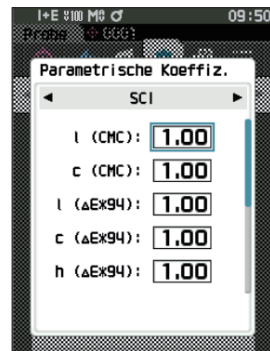 I+E M0 09:50
Probe
Parametrische Koeffiz.
◄ SCI ►
l (CMC): 1.00
c (CMC): 1.00
l (ΔE*94): 1.00
c (ΔE*94): 1.00
h (ΔE*94): 1.00